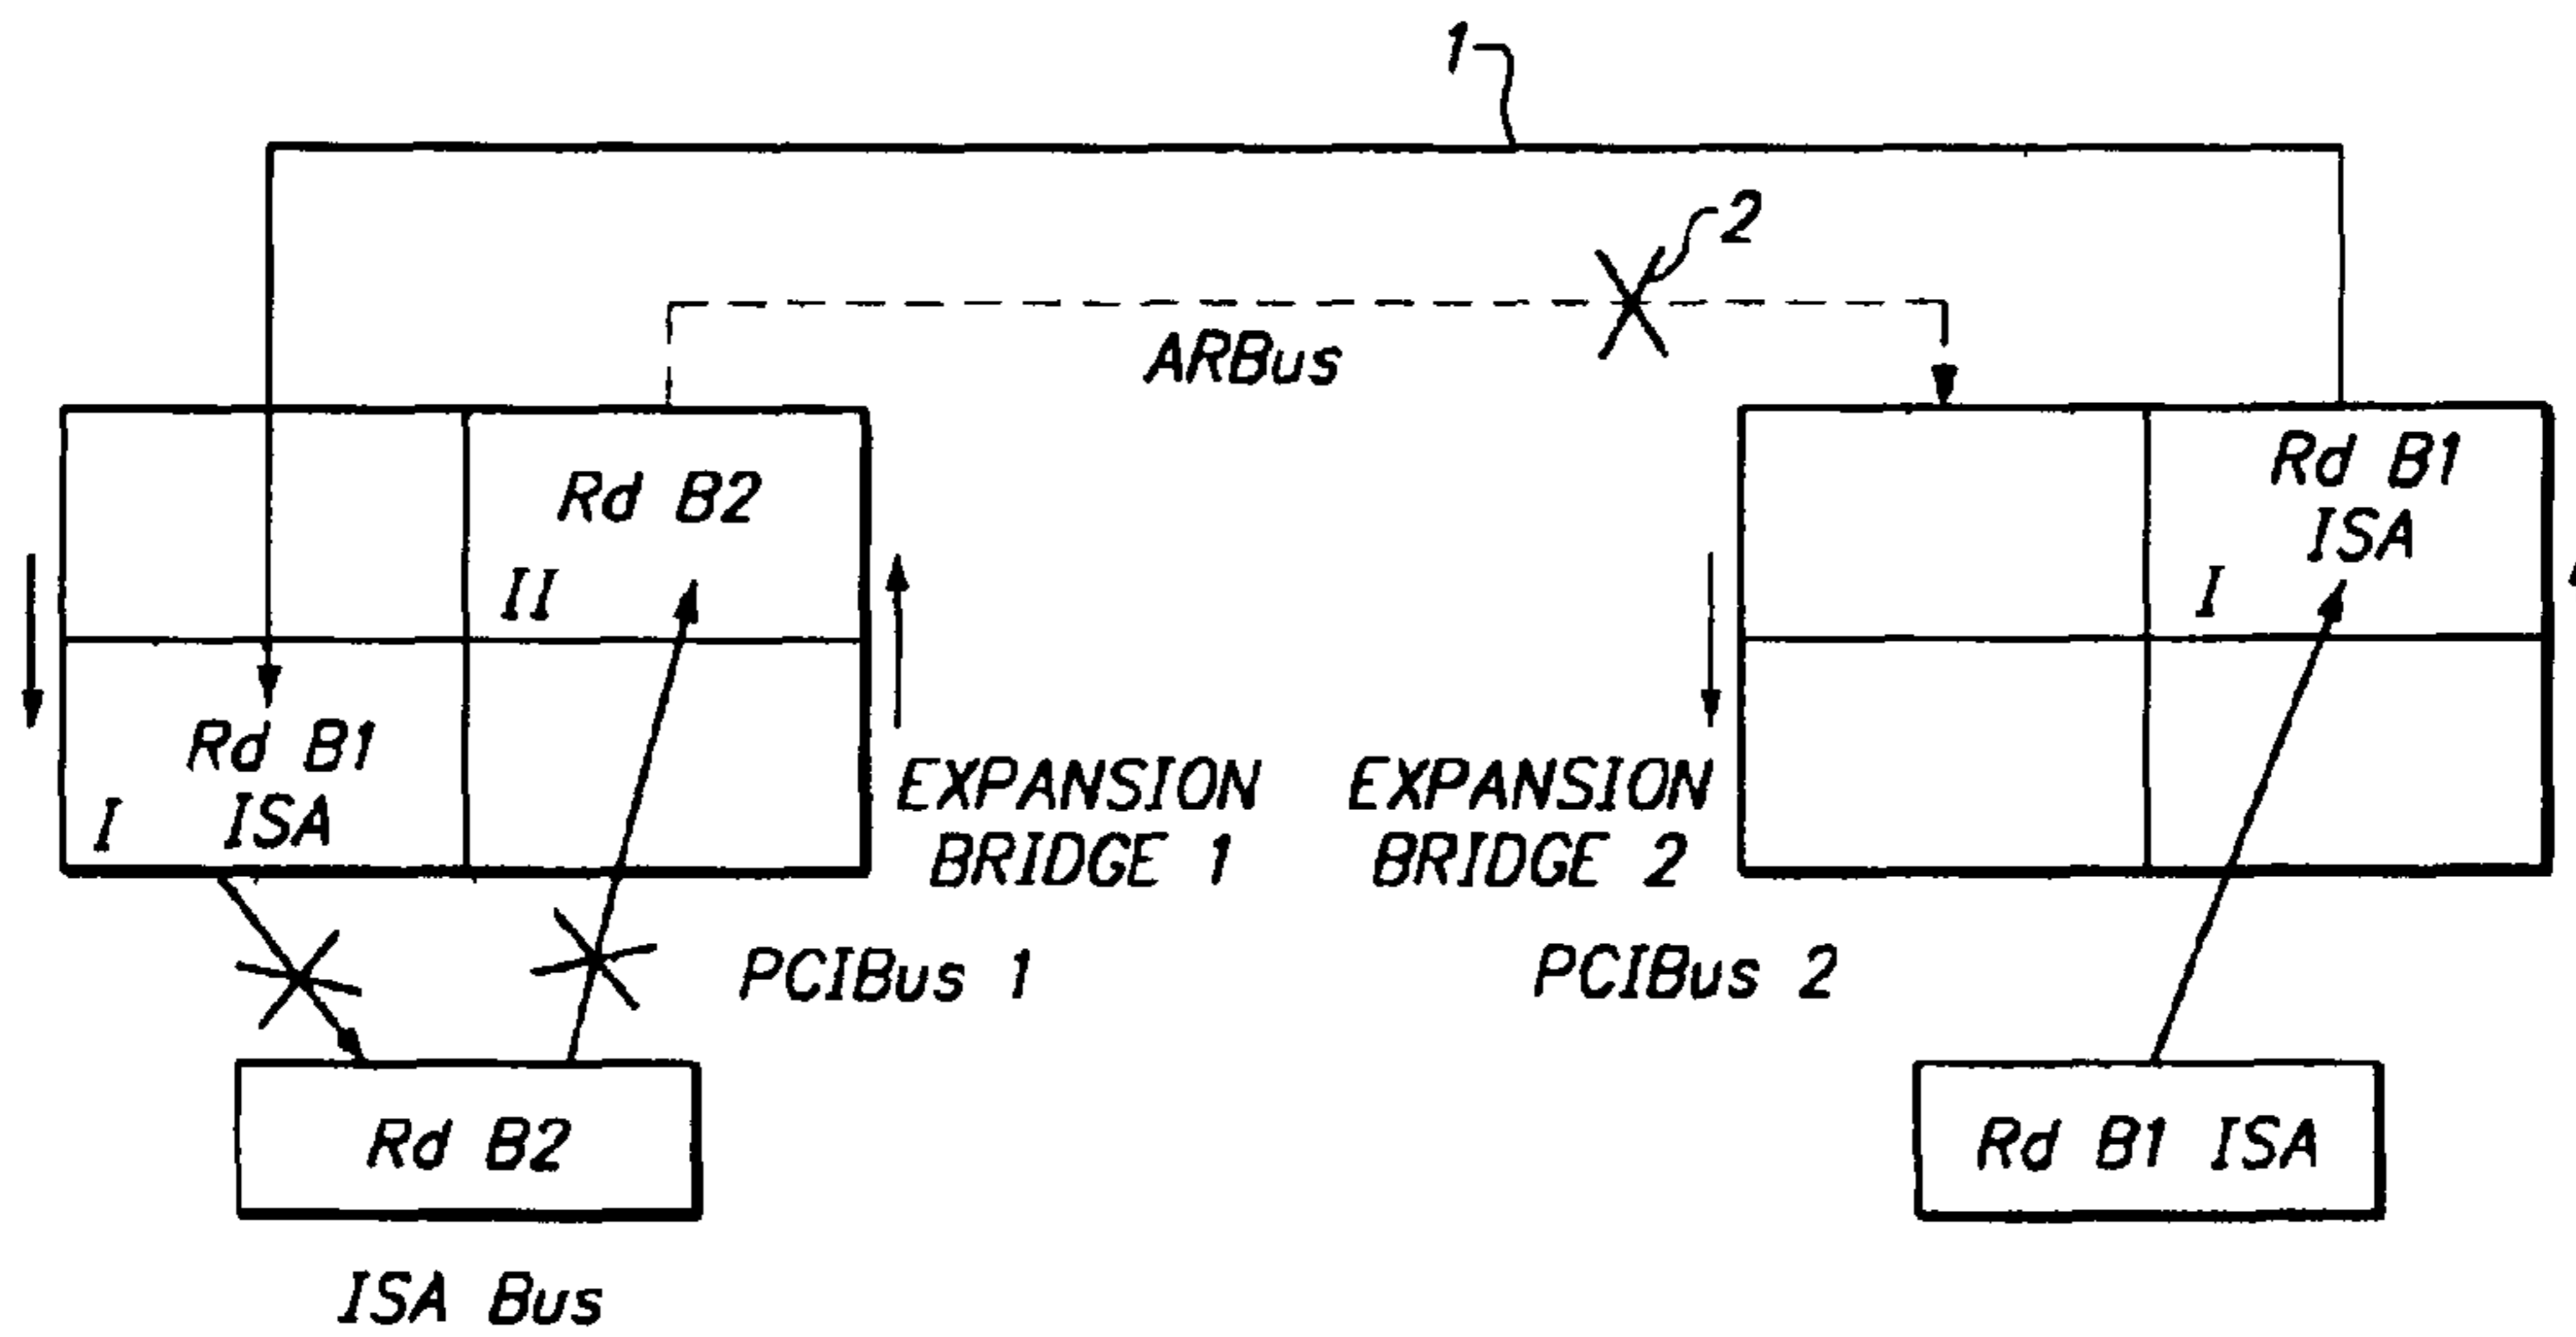 1
2
ARBus
Rd B2
II
Rd B1
ISA
I
Rd B1
ISA
I
EXPANSION
BRIDGE 1
EXPANSION
BRIDGE 2
PCIBus 1
PCIBus 2
Rd B2
Rd B1 ISA
ISA Bus